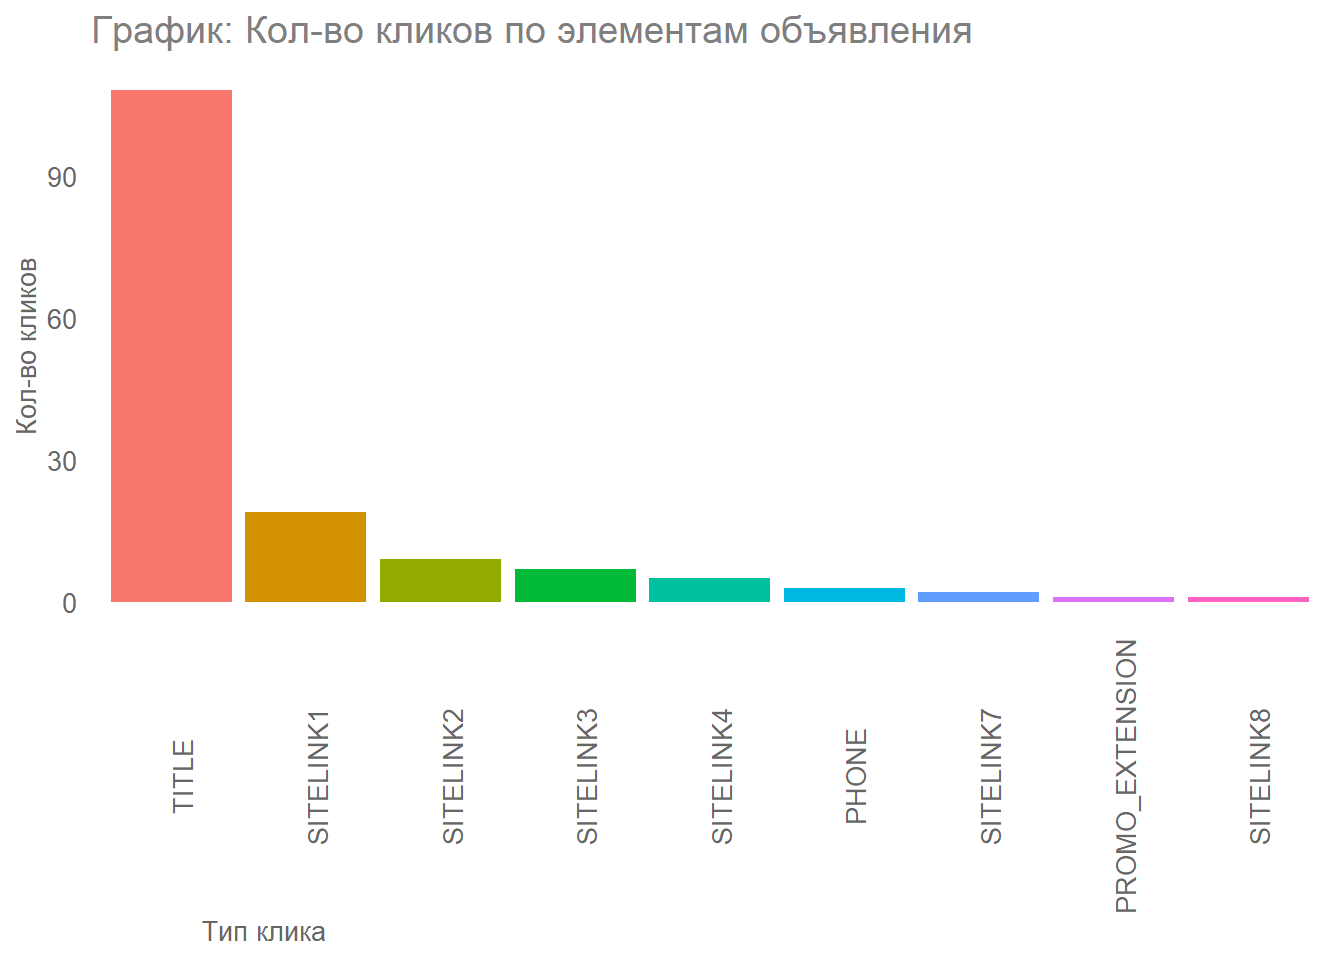 График: Кол-во кликов по элементам объявления
Кол-во кликов
90
60
30
0
TITLE
SITELINK1
SITELINK2
SITELINK3
SITELINK4
PHONE
SITELINK7
PROMO_EXTENSION
SITELINK8
Тип клика